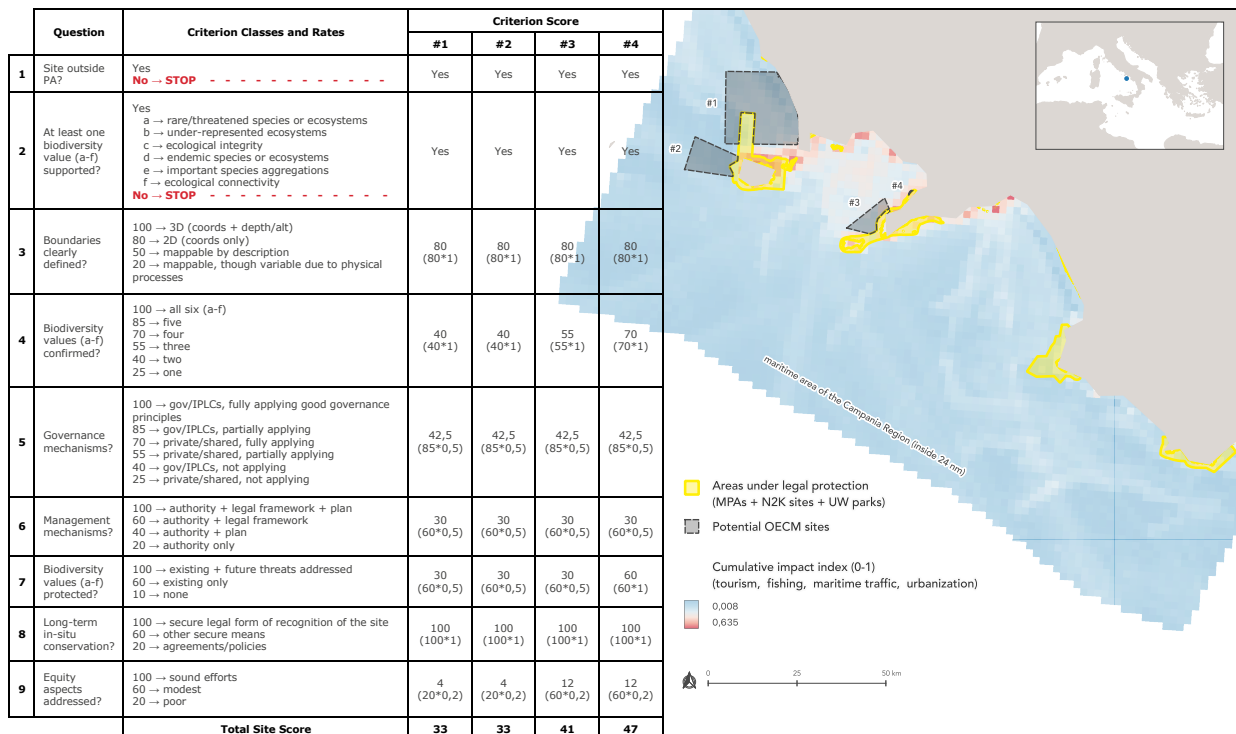 Question
Criterion Classes and Rates
Criterion Score
#1 #2 #3 #4
1
Site outside
PA?
Yes
No → STOP - - - - - - - - - - - -
Yes Yes Yes Yes
2
At least one
biodiversity
value (a-f)
supported?
Yes
a → rare/threatened species or ecosystems
b → under-represented ecosystems
c → ecological integrity
d → endemic species or ecosystems
e → important species aggregations
f → ecological connectivity
No → STOP - - - - - - - - - - - -
Yes Yes Yes Yes
3
Boundaries
clearly
defined?
100 → 3D (coords + depth/alt)
80 → 2D (coords only)
50 → mappable by description
20 → mappable, though variable due to physical
processes
80 80 80 80
(80*1) (80*1) (80*1) (80*1)
4
Biodiversity
values (a-f)
confirmed?
100 → all six (a-f)
85 → five
70 → four
55 → three
40 → two
25 → one
40 40 55 70
(40*1) (40*1) (55*1) (70*1)
5
Governance
mechanisms?
100 → gov/IPLCs, fully applying good governance
principles
85 → gov/IPLCs, partially applying
70 → private/shared, fully applying
55 → private/shared, partially applying
40 → gov/IPLCs, not applying
25 → private/shared, not applying
42,5 42,5 42,5 42,5
(85*0,5) (85*0,5) (85*0,5) (85*0,5)
6
Management
mechanisms?
100 → authority + legal framework + plan
60 → authority + legal framework
40 → authority + plan
20 → authority only
30 30 30 30
(60*0,5) (60*0,5) (60*0,5) (60*0,5)
7
Biodiversity
values (a-f)
protected?
100 → existing + future threats addressed
60 → existing only
10 → none
30 30 30 60
(60*0,5) (60*0,5) (60*0,5) (60*1)
8
Long-term
in-situ
conservation?
100 → secure legal form of recognition of the site
60 → other secure means
20 → agreements/policies
100 100 100 100
(100*1) (100*1) (100*1) (100*1)
9
Equity
aspects
addressed?
100 → sound efforts
60 → modest
20 → poor
4 4 12 12
(20*0,2) (20*0,2) (60*0,2) (60*0,2)
Total Site Score 33 33 41 47
#1
#2
#4
#3
maritime area of the Campania Region (inside 24 nm)
Areas under legal protection
(MPAs + N2K sites + UW parks)
Potential OECM sites
Cumulative impact index (0-1)
(tourism, fishing, maritime traffic, urbanization)
0,008
0,635
0 25 50 km